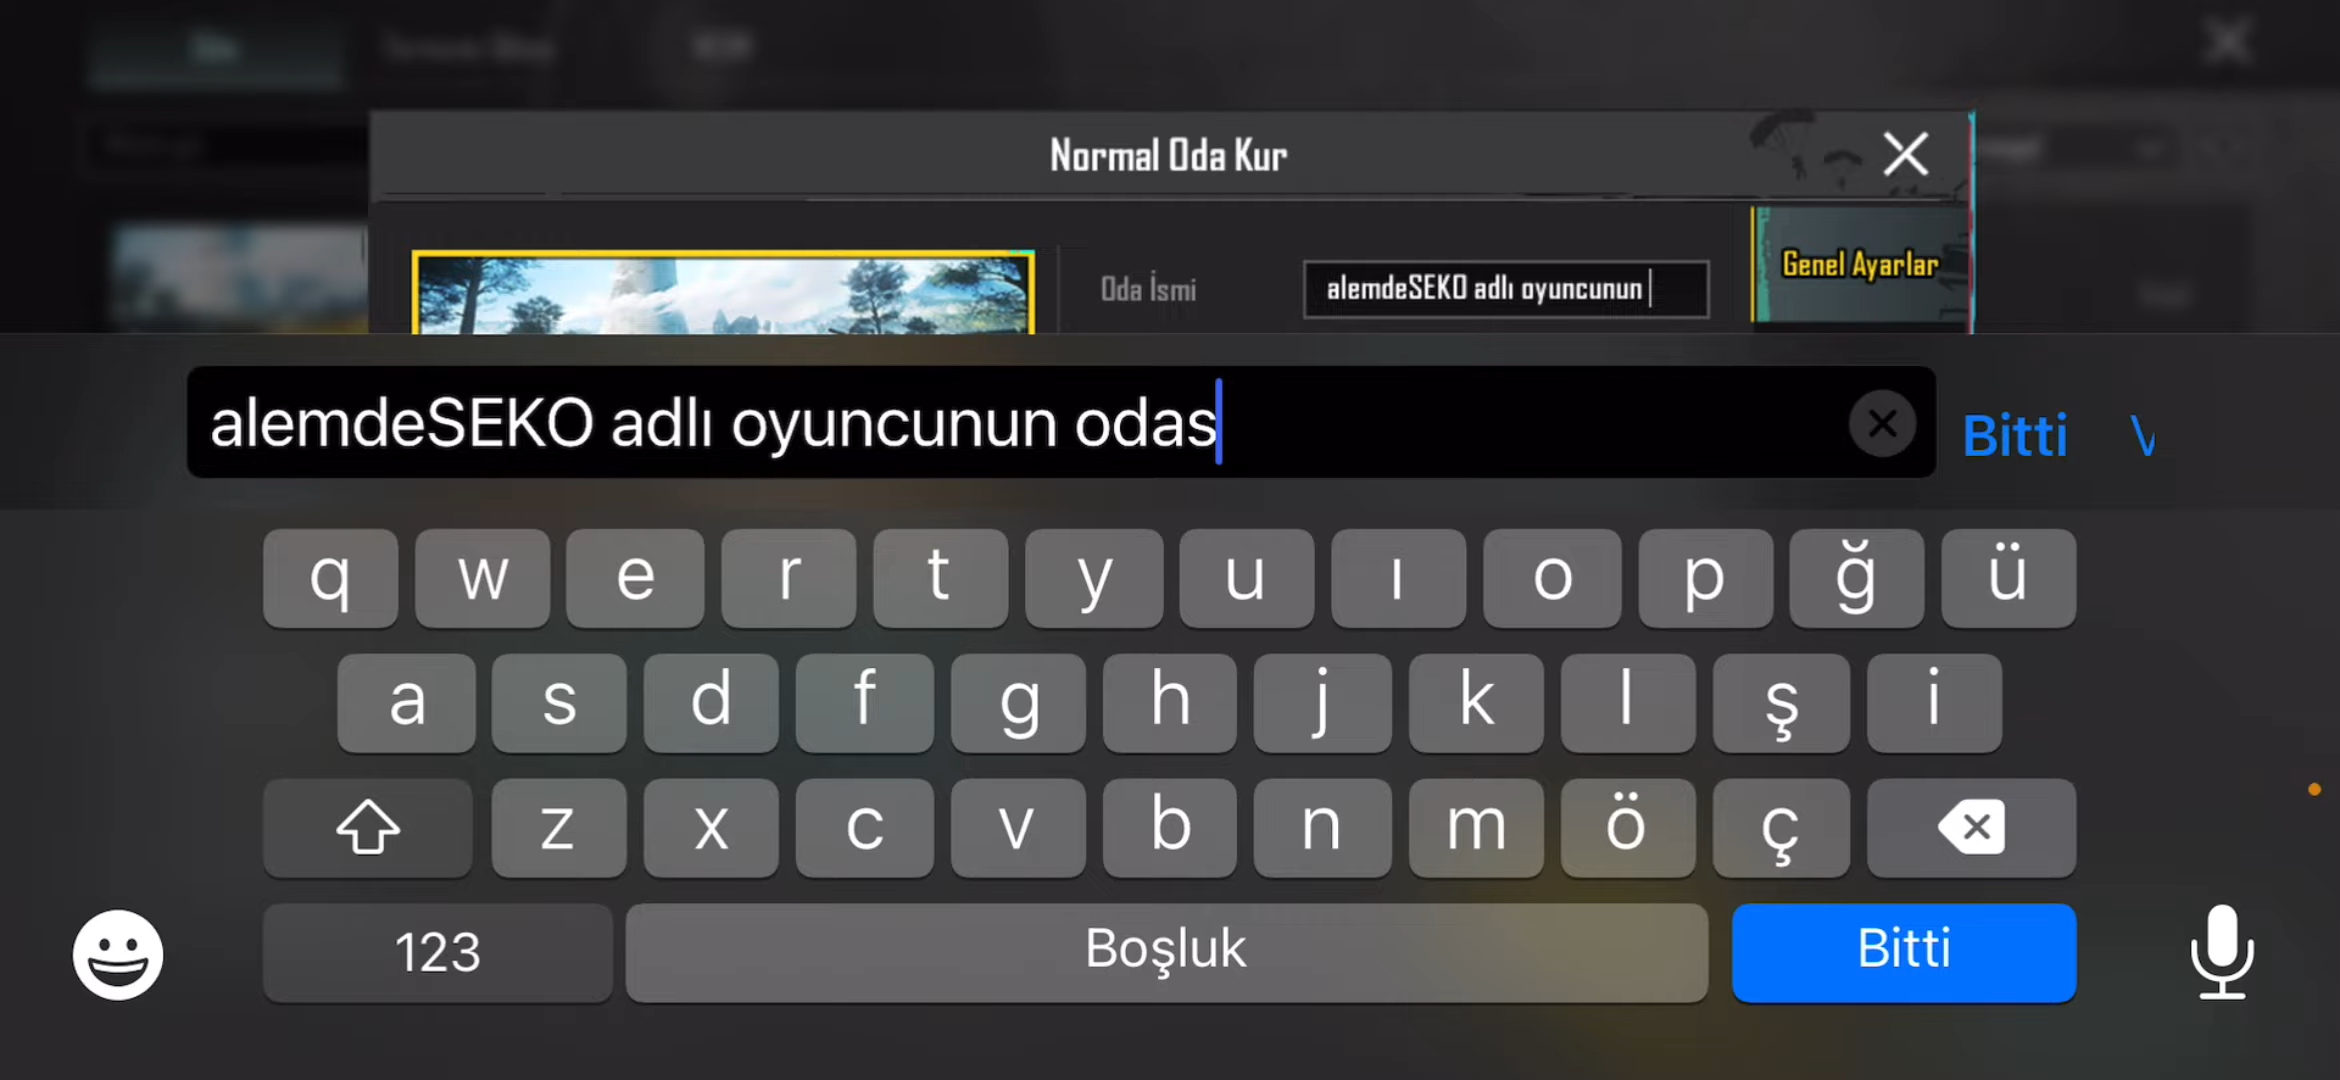 Normal Oda Kur
Oda İsmi
alemdeSEKO adlı oyuncunun
Genel Ayarlar
alemdeSEKO adlı oyuncunun odas
Bitti
q w e r t y u ı o p ğ ü
a s d f g h j k l ş i
z x c v b n m ö ç
123
Boşluk
Bitti